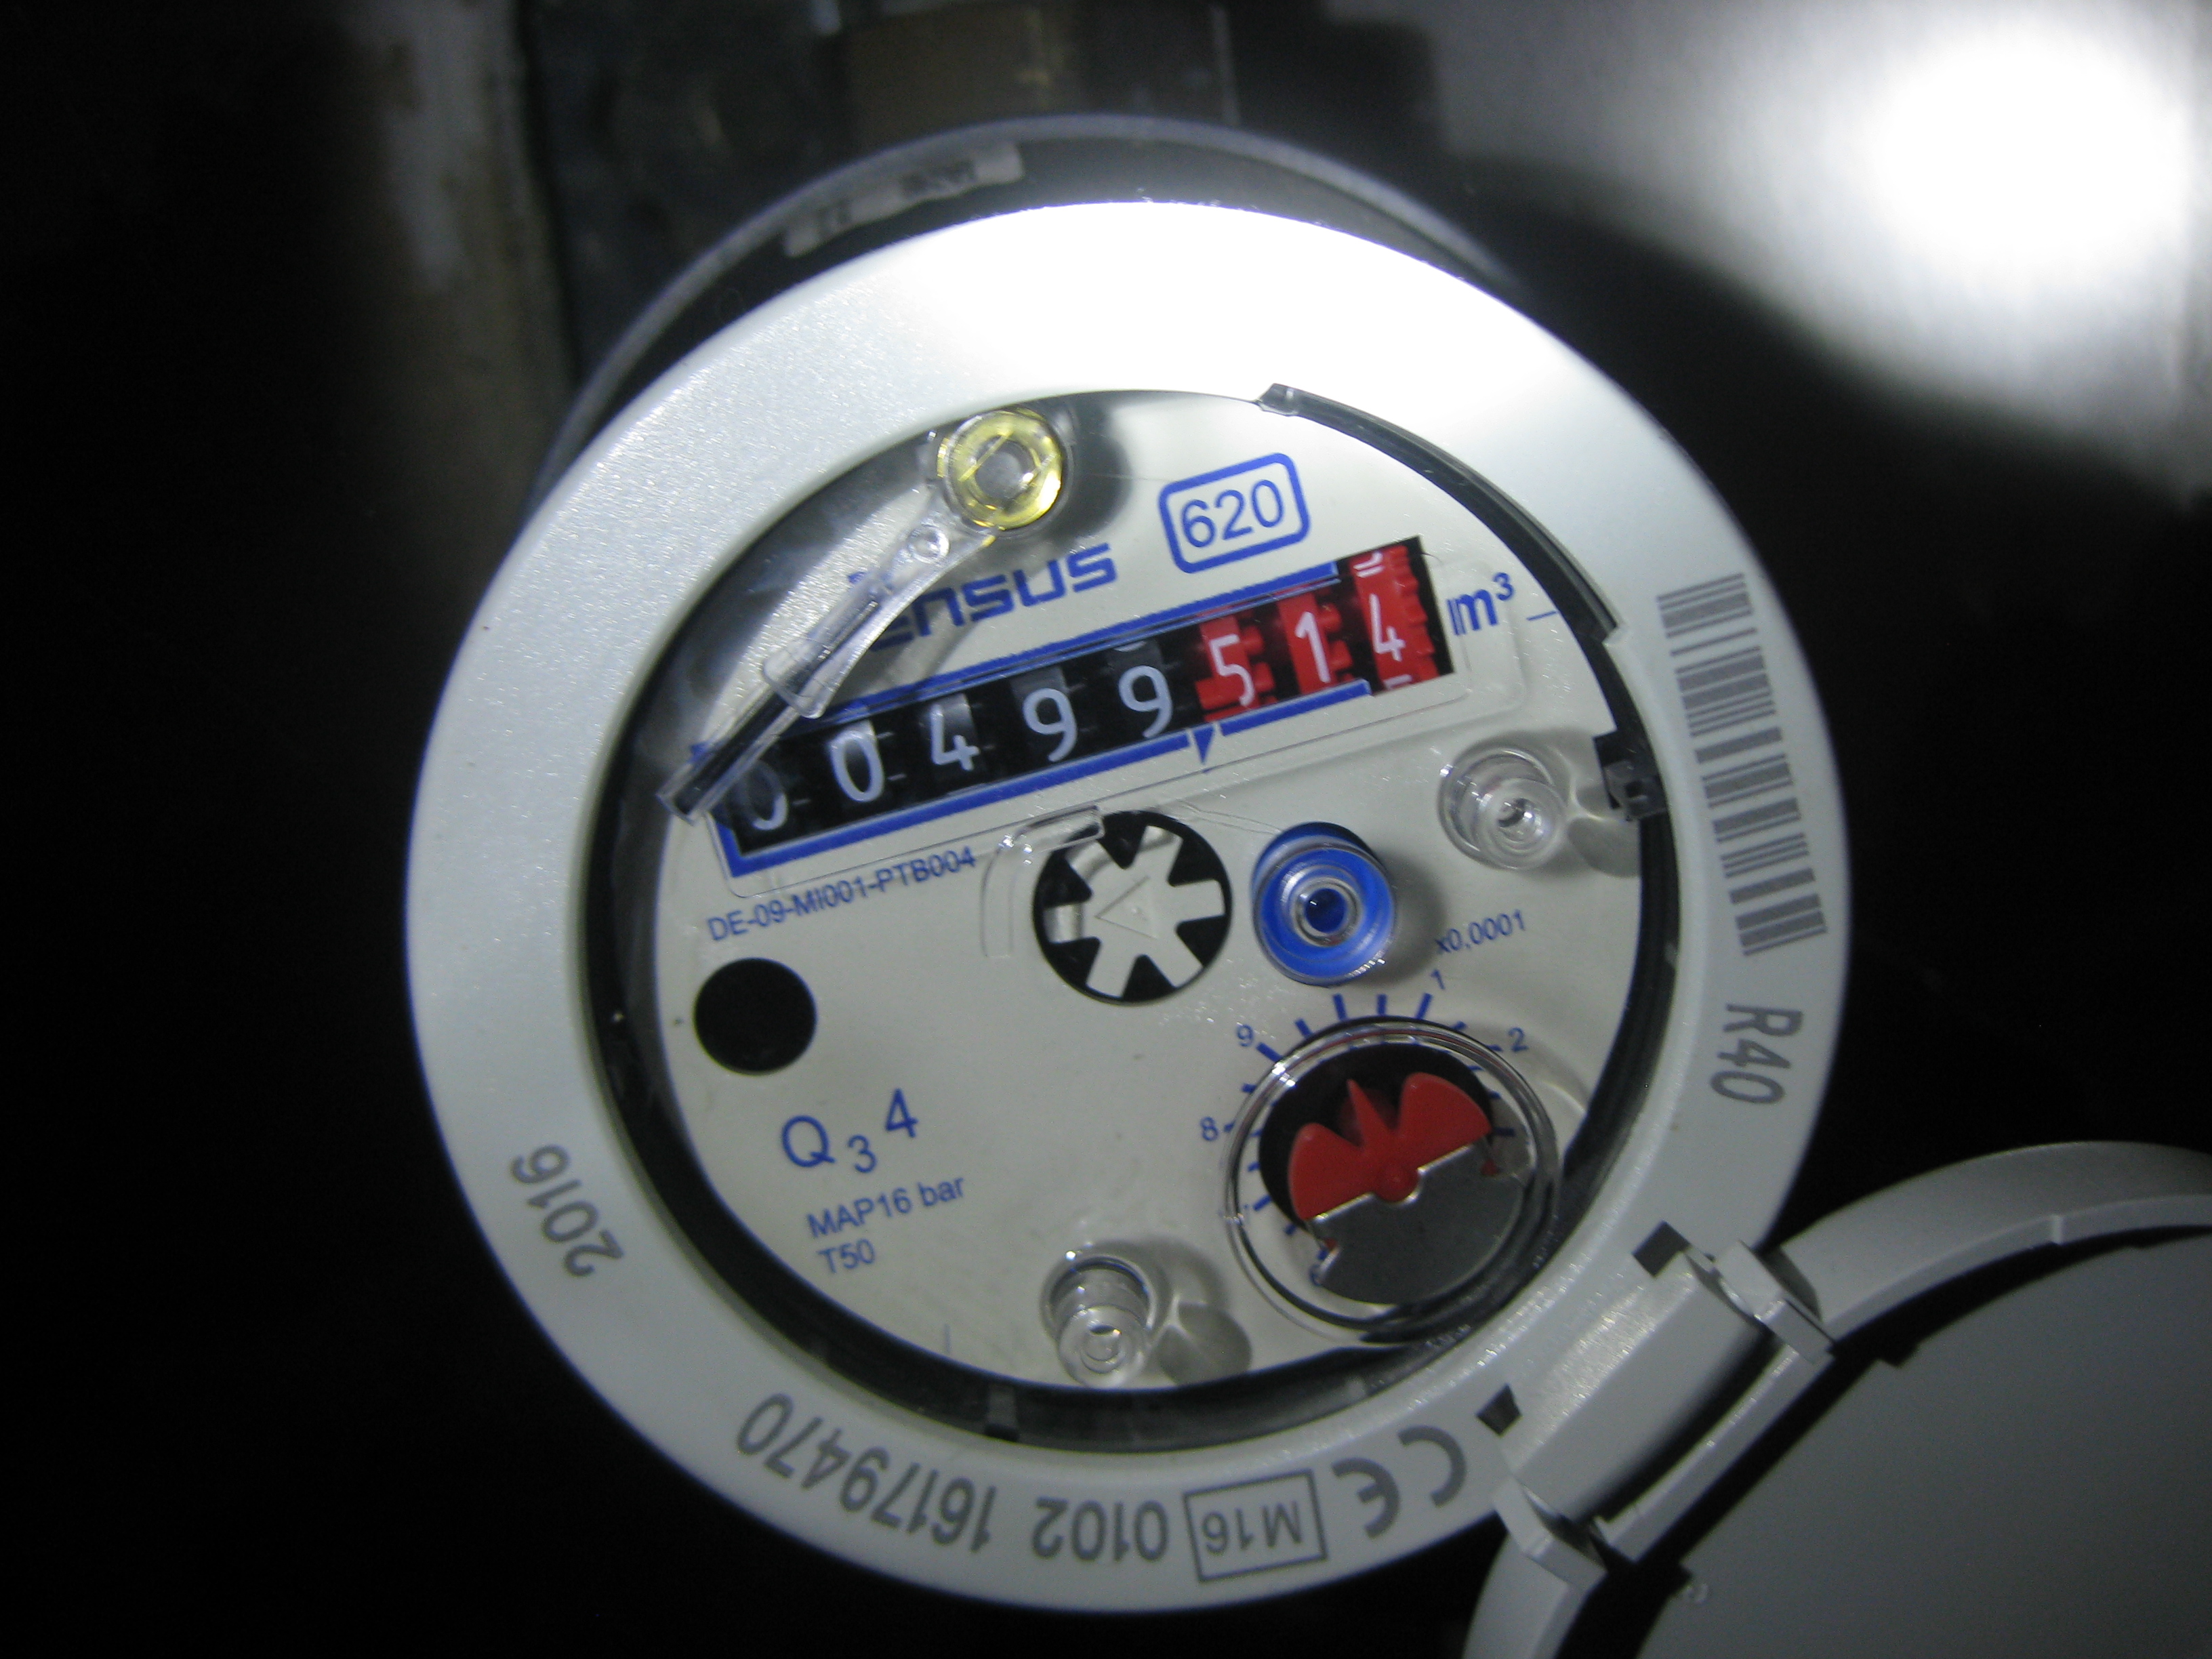 620
sensus
00499514 m³
DE-09-MI001-PTB004
x0,0001
1
2
8
9
Q₃ 4
MAP16 bar
T50
R40
CE M16 0102 16179470
2016